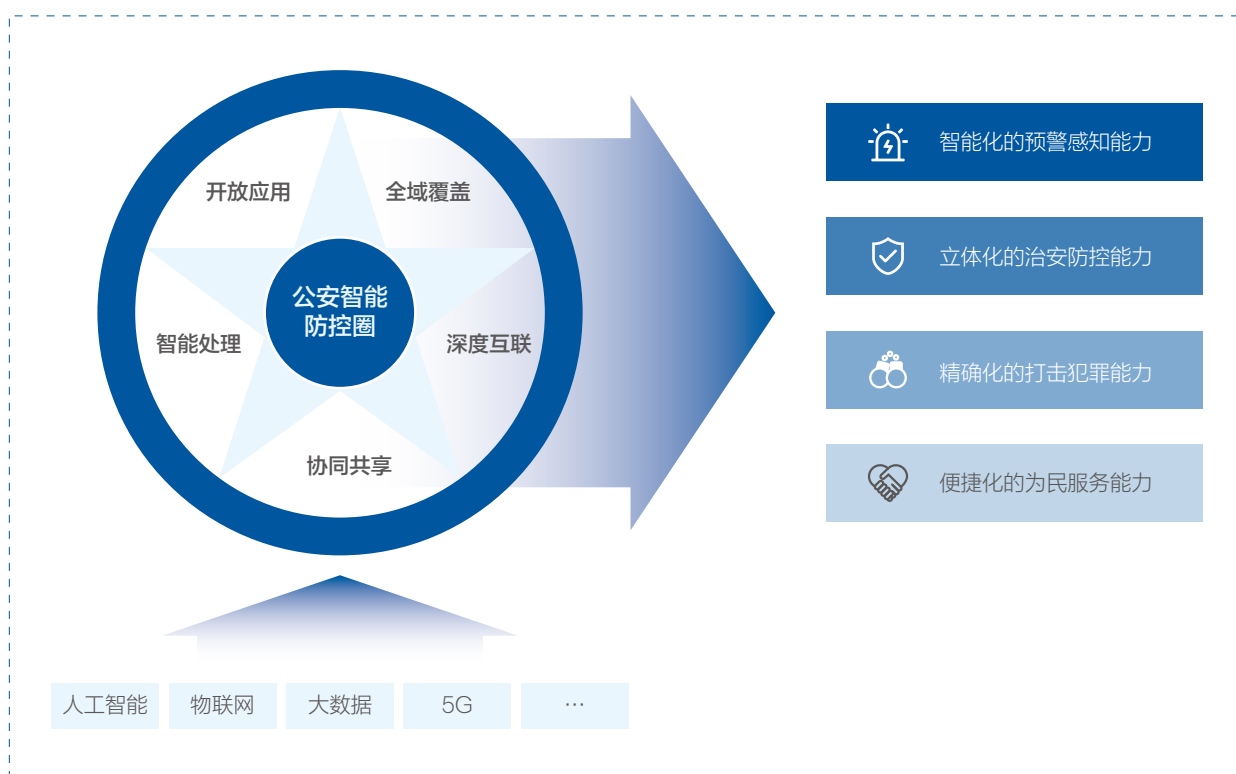 开放应用
全域覆盖
公安智能
防控圈
智能处理
深度互联
协同共享
智能化的预警感知能力
立体化的治安防控能力
精确化的打击犯罪能力
便捷化的为民服务能力
人工智能
物联网
大数据
5G
…